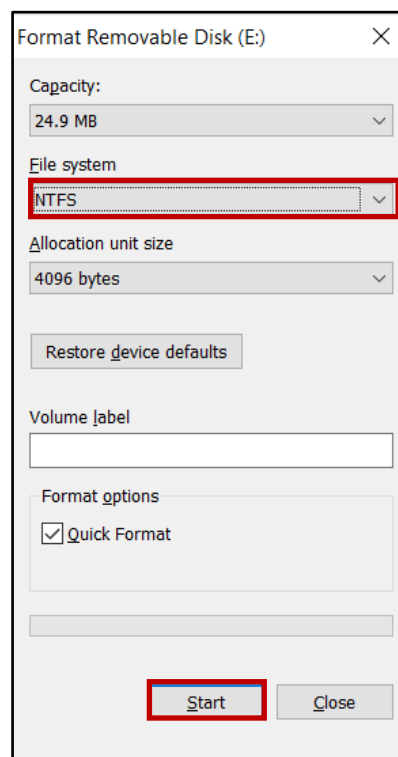 Format Removable Disk (E:)
Capacity:
24.9 MB
File system
NTFS
Allocation unit size
4096 bytes
Restore device defaults
Volume label
Format options
Quick Format
Start Close